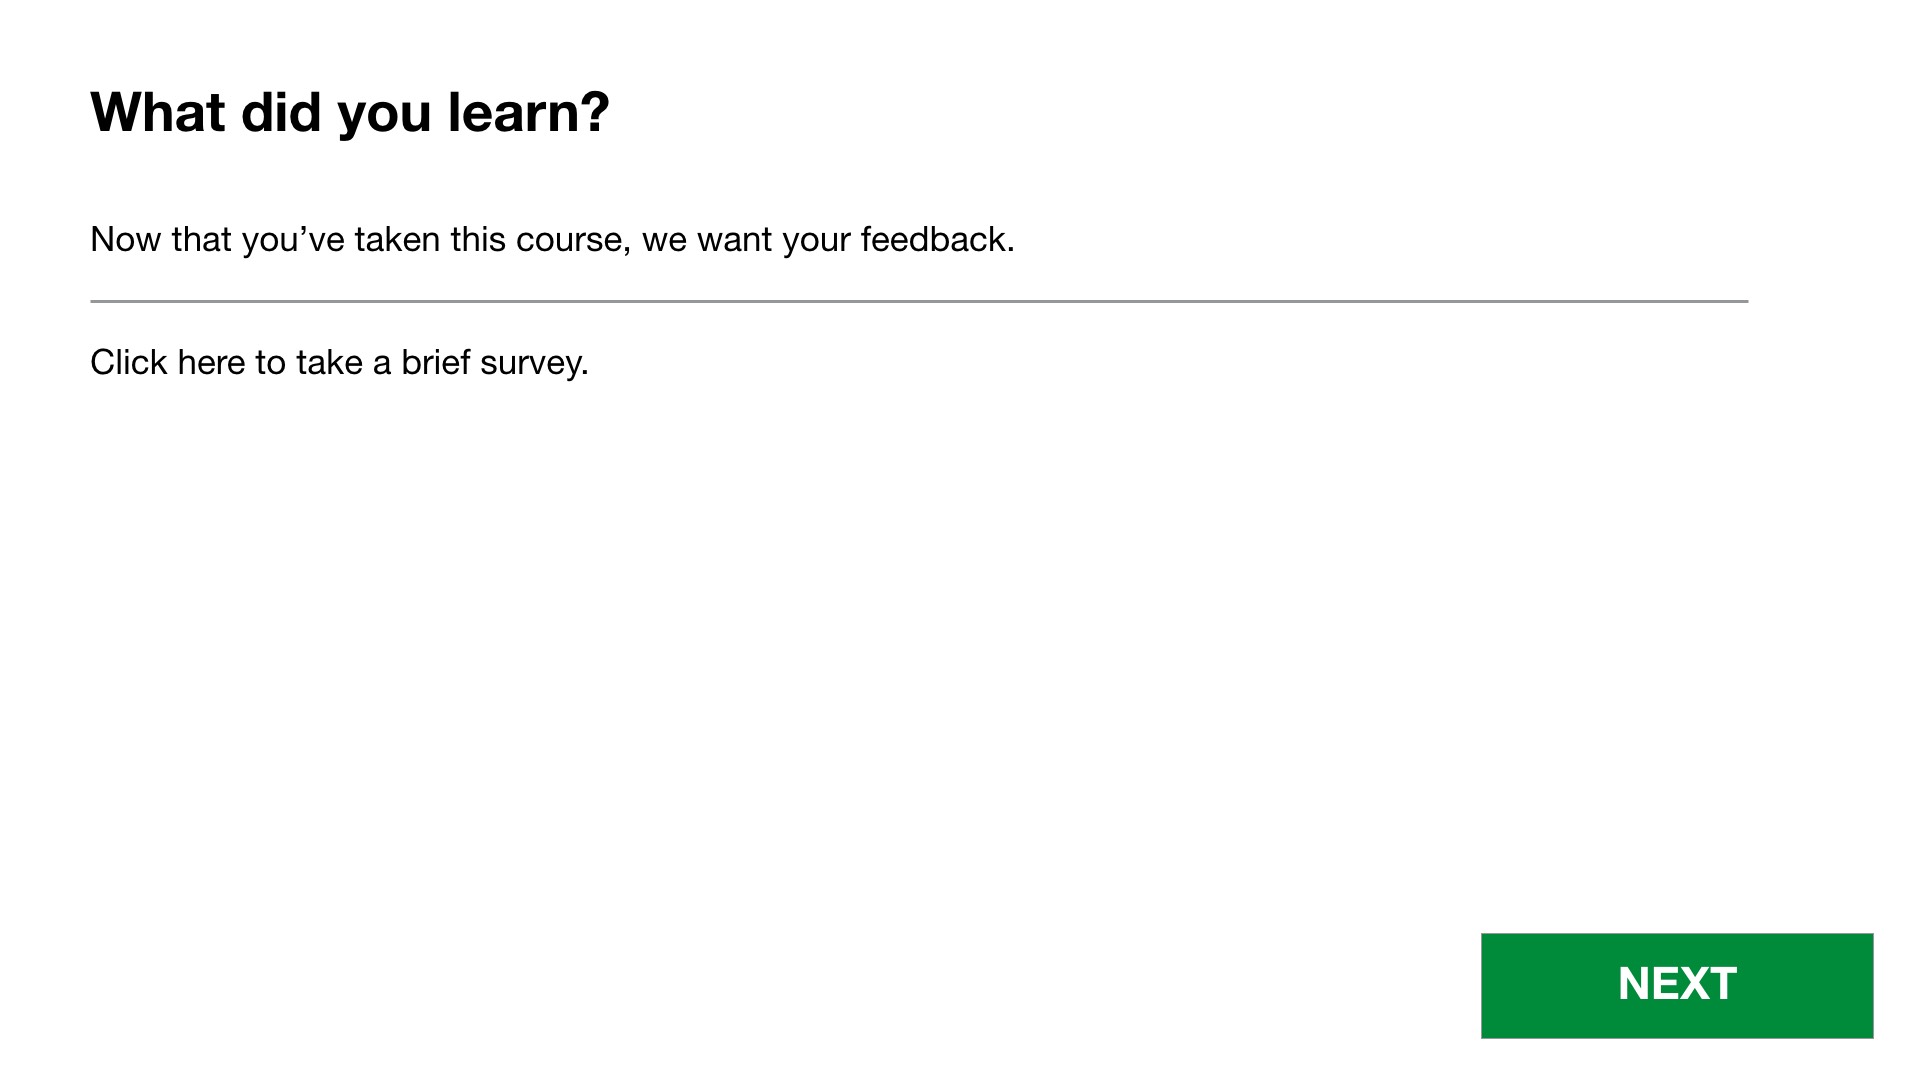 What did you learn?
Now that you’ve taken this course, we want your feedback.
Click here to take a brief survey.
NEXT